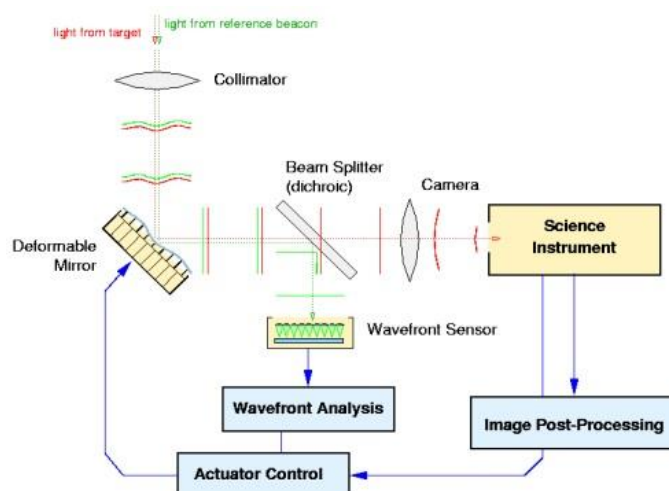 light from reference beacon
light from target
Collimator
Beam Splitter
(dichroic)
Camera
Science
Instrument
Deformable
Mirror
Wavefront Sensor
Wavefront Analysis
Image Post-Processing
Actuator Control